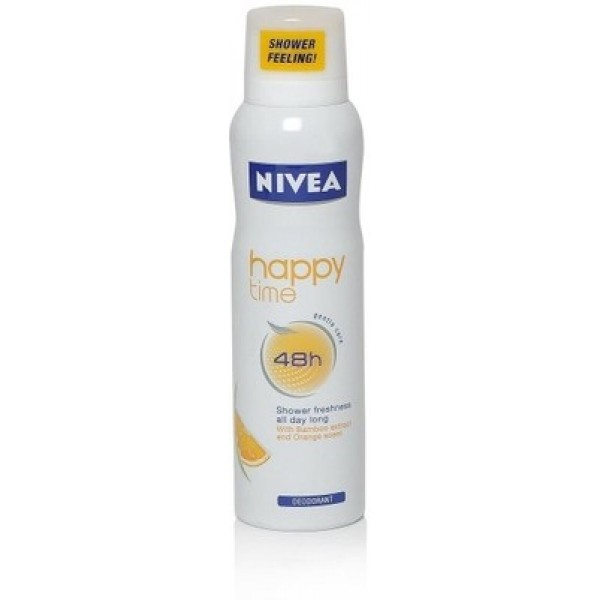 SHOWER
FEELING!
NIVEA
happy
time
gentle care
48h
Shower freshness
all day long
With Bamboo extract
and Orange scent
DEODORANT